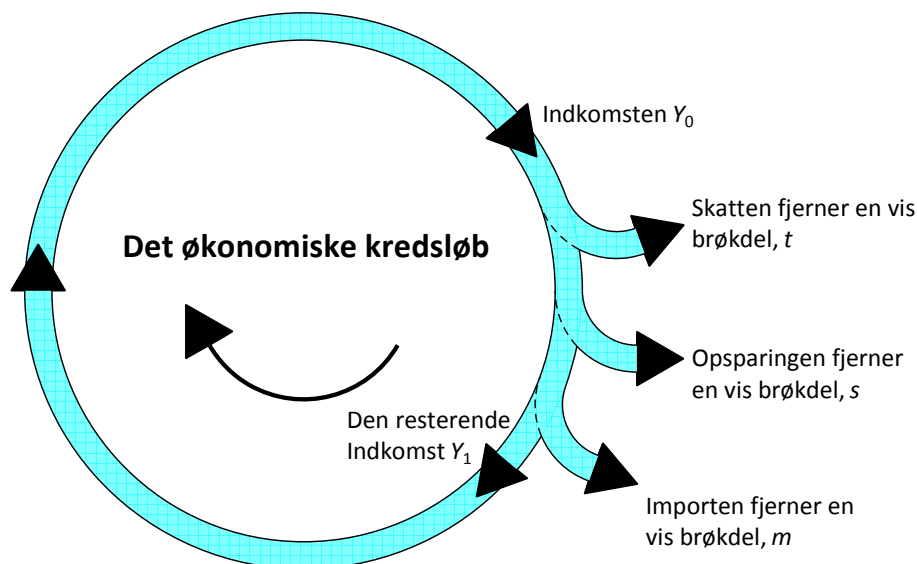 Indkomsten Y₀
Skatten fjerner en vis
brøkdel, t
Det økonomiske kredsløb
Opsparingen fjerner
en vis brøkdel, s
Den resterende
Indkomst Y₁
Importen fjerner en
vis brøkdel, m